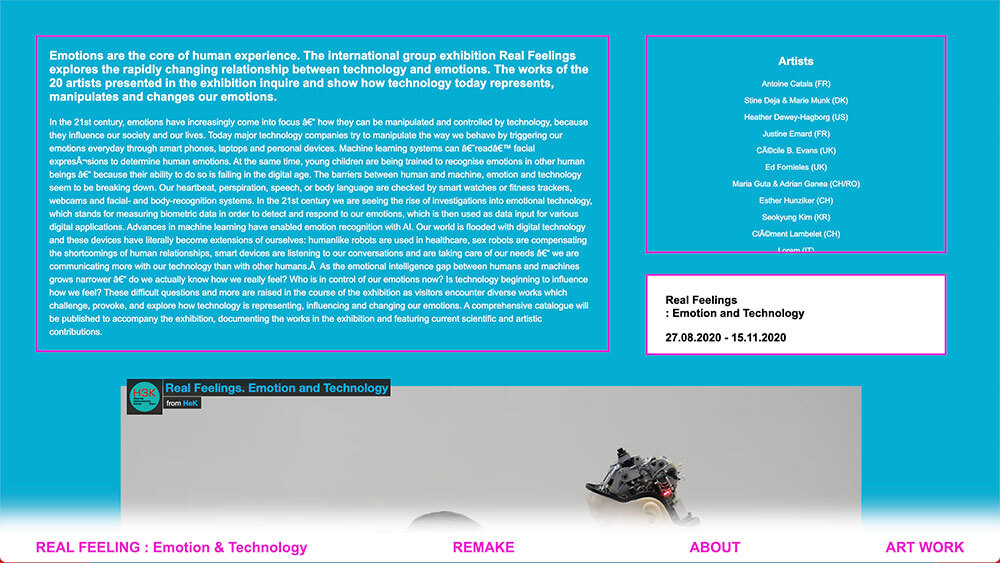 Emotions are the core of human experience. The international group exhibition Real Feelings
explores the rapidly changing relationship between technology and emotions. The works of the
20 artists presented in the exhibition inquire and show how technology today represents,
manipulates and changes our emotions.
In the 21st century, emotions have increasingly come into focus â€“ how they can be manipulated and controlled by technology, because
they influence our society and our lives. Today major technology companies try to manipulate the way we behave by triggering our
emotions everyday through smart phones, laptops and personal devices. Machine learning systems can â€˜readâ€™ facial
expresÂ¬sions to determine human emotions. At the same time, young children are being trained to recognise emotions in other human
beings â€“ because their ability to do so is failing in the digital age. The barriers between human and machine, emotion and technology
seem to be breaking down. Our heartbeat, perspiration, speech, or body language are checked by smart watches or fitness trackers,
webcams and facial- and body-recognition systems. In the 21st century we are seeing the rise of investigations into emotional technology,
which stands for measuring biometric data in order to detect and respond to our emotions, which is then used as data input for various
digital applications. Advances in machine learning have enabled emotion recognition with AI. Our world is flooded with digital technology
and these devices have literally become extensions of ourselves: humanlike robots are used in healthcare, sex robots are compensating
the shortcomings of human relationships, smart devices are listening to our conversations and are taking care of our needs â€“ we are
communicating more with our technology than with other humans.Â As the emotional intelligence gap between humans and machines
grows narrower â€“ do we actually know how we really feel? Who is in control of our emotions now? Is technology beginning to influence
how we feel? These difficult questions and more are raised in the course of the exhibition as visitors encounter diverse works which
challenge, provoke, and explore how technology is representing, influencing and changing our emotions. A comprehensive catalogue will
be published to accompany the exhibition, documenting the works in the exhibition and featuring current scientific and artistic
contributions.
Artists
Antoine Catala (FR)
Stine Deja & Marie Munk (DK)
Heather Dewey-Hagborg (US)
Justine Emard (FR)
CÃ©cile B. Evans (UK)
Ed Fornieles (UK)
Maria Guta & Adrian Ganea (CH/RO)
Esther Hunziker (CH)
Seokyung Kim (KR)
ClÃ©ment Lambelet (CH)
Lorem (IT)
Real Feelings
: Emotion and Technology
27.08.2020 - 15.11.2020
HEK
Real Feelings. Emotion and Technology
from HeK
REAL FEELING : Emotion & Technology
REMAKE
ABOUT
ART WORK